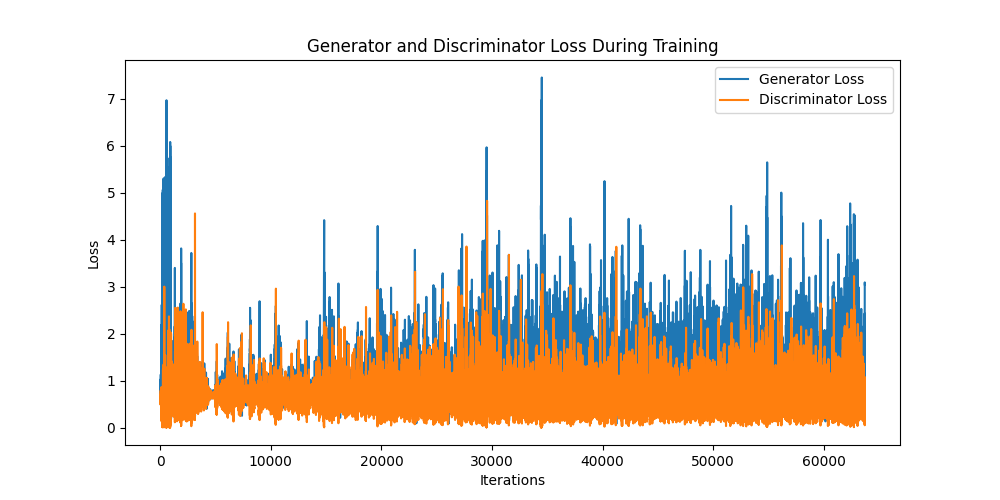 Generator and Discriminator Loss During Training
Generator Loss
Discriminator Loss
Loss
7
6
5
4
3
2
1
0
0 10000 20000 30000 40000 50000 60000
Iterations